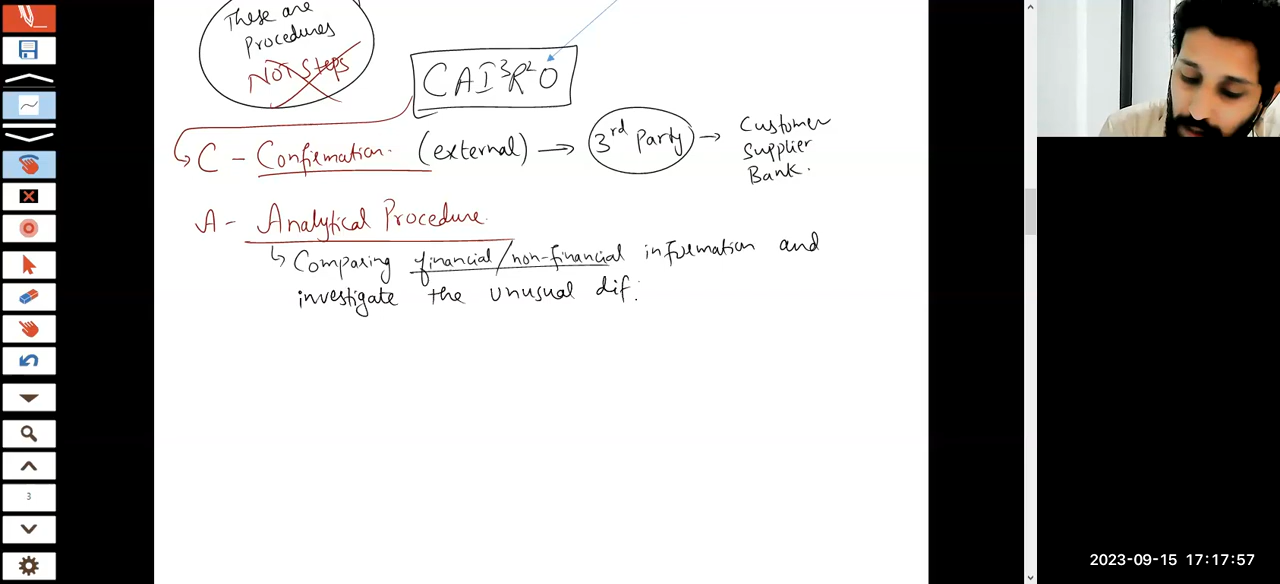 These are
Procedures
NOT Steps
CAI³R²O
C - Confirmation. (external) → 3rd Party → Customer
Supplier
Bank.
A - Analytical Procedure.
↳ Comparing financial/non-financial information and
investigate the unusual dif.
3
2023-09-15 17:17:57